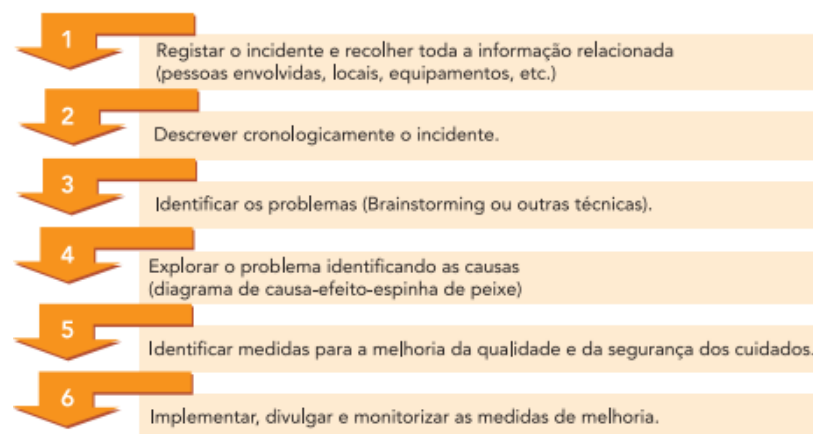 1
Registar o incidente e recolher toda a informação relacionada
(pessoas envolvidas, locais, equipamentos, etc.)
2
Descrever cronologicamente o incidente.
3
Identificar os problemas (Brainstorming ou outras técnicas).
4
Explorar o problema identificando as causas
(diagrama de causa-efeito-espinha de peixe)
5
Identificar medidas para a melhoria da qualidade e da segurança dos cuidados.
6
Implementar, divulgar e monitorizar as medidas de melhoria.